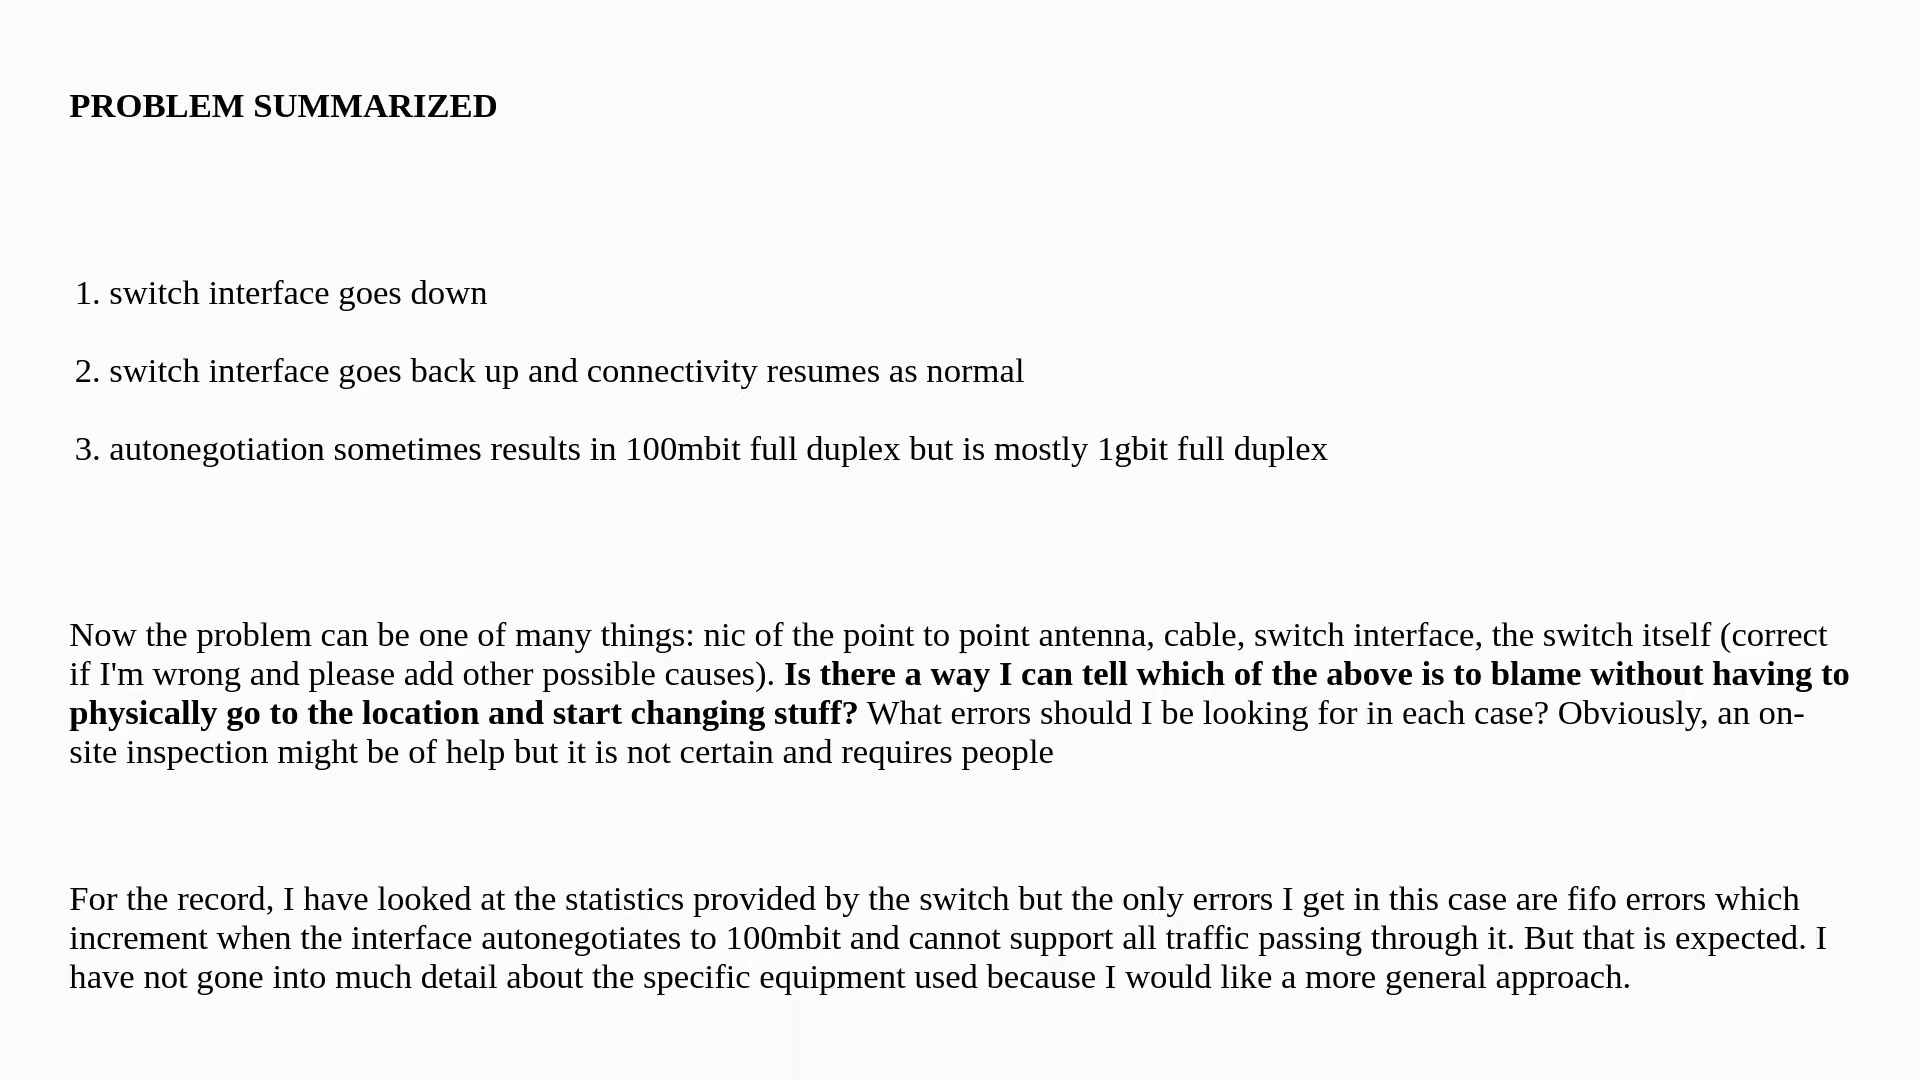 PROBLEM SUMMARIZED
1. switch interface goes down
2. switch interface goes back up and connectivity resumes as normal
3. autonegotiation sometimes results in 100mbit full duplex but is mostly 1gbit full duplex
Now the problem can be one of many things: nic of the point to point antenna, cable, switch interface, the switch itself (correct
if I'm wrong and please add other possible causes). Is there a way I can tell which of the above is to blame without having to
physically go to the location and start changing stuff? What errors should I be looking for in each case? Obviously, an on-
site inspection might be of help but it is not certain and requires people
For the record, I have looked at the statistics provided by the switch but the only errors I get in this case are fifo errors which
increment when the interface autonegotiates to 100mbit and cannot support all traffic passing through it. But that is expected. I
have not gone into much detail about the specific equipment used because I would like a more general approach.